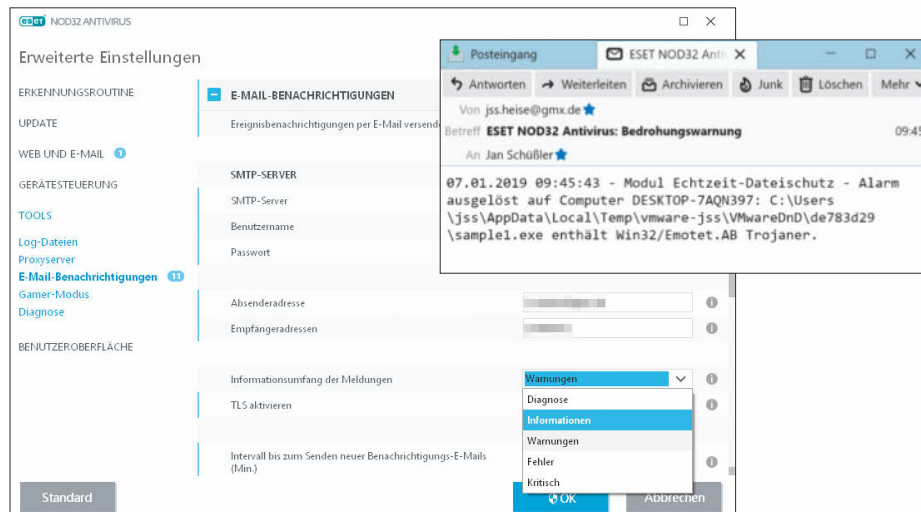 eset NOD32 ANTIVIRUS
Erweiterte Einstellungen
ERKENNUNGSROUTINE
UPDATE
WEB UND E-MAIL 1
GERÄTESTEUERUNG
TOOLS
Log-Dateien
Proxyserver
E-Mail-Benachrichtigungen 11
Gamer-Modus
Diagnose
BENUTZEROBERFLÄCHE
E-MAIL-BENACHRICHTIGUNGEN
Ereignisbenachrichtigungen per E-Mail
SMTP-SERVER
SMTP-Server
Benutzername
Passwort
Absenderadresse
Empfängeradressen
Informationsumfang der Meldungen
Warnungen
TLS aktivieren
Diagnose
Informationen
Warnungen
Fehler
Kritisch
Intervall bis zum Senden neuer Benachrichtigungs-E-Mails
(Min.)
Standard
OK
Abbrechen
Posteingang
ESET NOD32 Anti
Antworten Weiterleiten Archivieren Junk Löschen Mehr
Von jss.heise@gmx.de
Betreff ESET NOD32 Antivirus: Bedrohungswarnung 09:45
An Jan Schüßler
07.01.2019 09:45:43 - Modul Echtzeit-Dateischutz - Alarm
ausgelöst auf Computer DESKTOP-7AQN397: C:\Users
\jss\AppData\Local\Temp\vmware-jss\VMwareDnD\de783d29
\sample1.exe enthält Win32/Emotet.AB Trojaner.